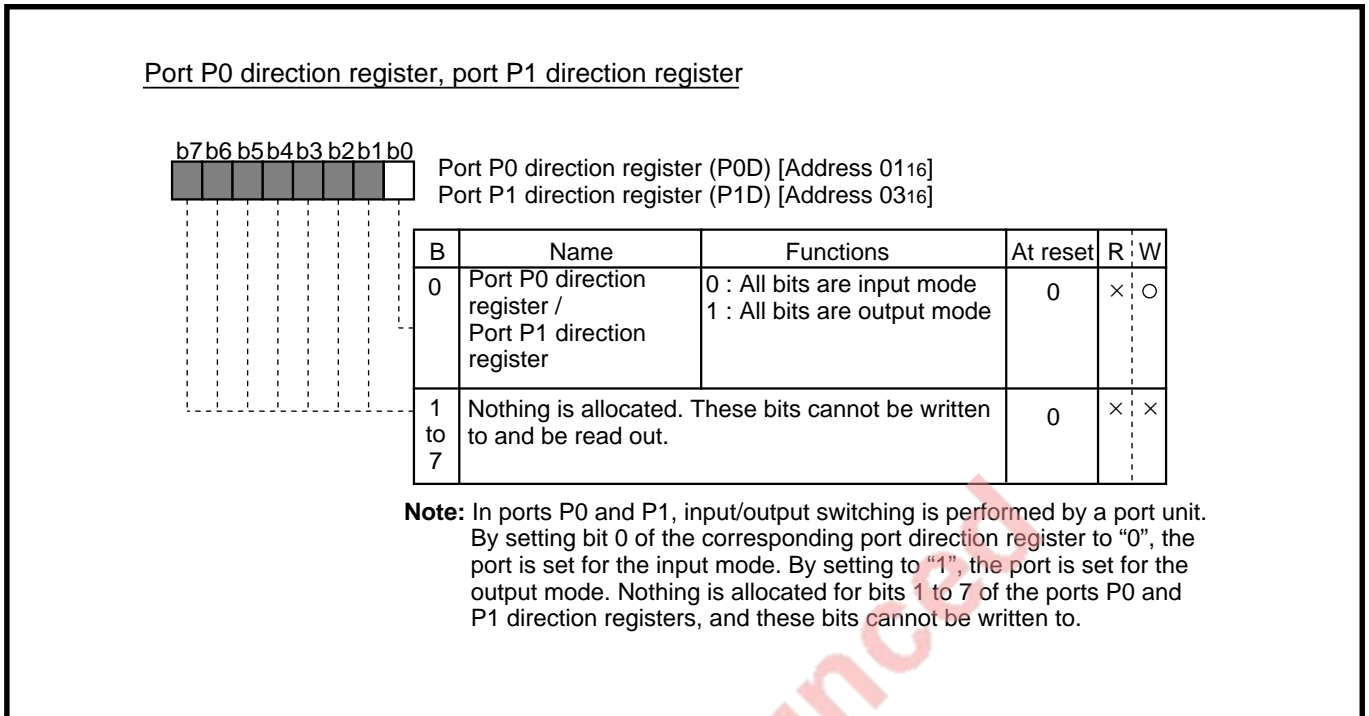 Port P0 direction register, port P1 direction register
b7 b6 b5 b4 b3 b2 b1 b0
Port P0 direction register (P0D) [Address 0116]
Port P1 direction register (P1D) [Address 0316]
B Name Functions At reset R W
0 Port P0 direction 0 : All bits are input mode 0 × ○
register / 1 : All bits are output mode
Port P1 direction
register
1 Nothing is allocated. These bits cannot be written 0 × ×
to to and be read out.
7
Note: In ports P0 and P1, input/output switching is performed by a port unit.
By setting bit 0 of the corresponding port direction register to “0”, the
port is set for the input mode. By setting to “1”, the port is set for the
output mode. Nothing is allocated for bits 1 to 7 of the ports P0 and
P1 direction registers, and these bits cannot be written to.
nced